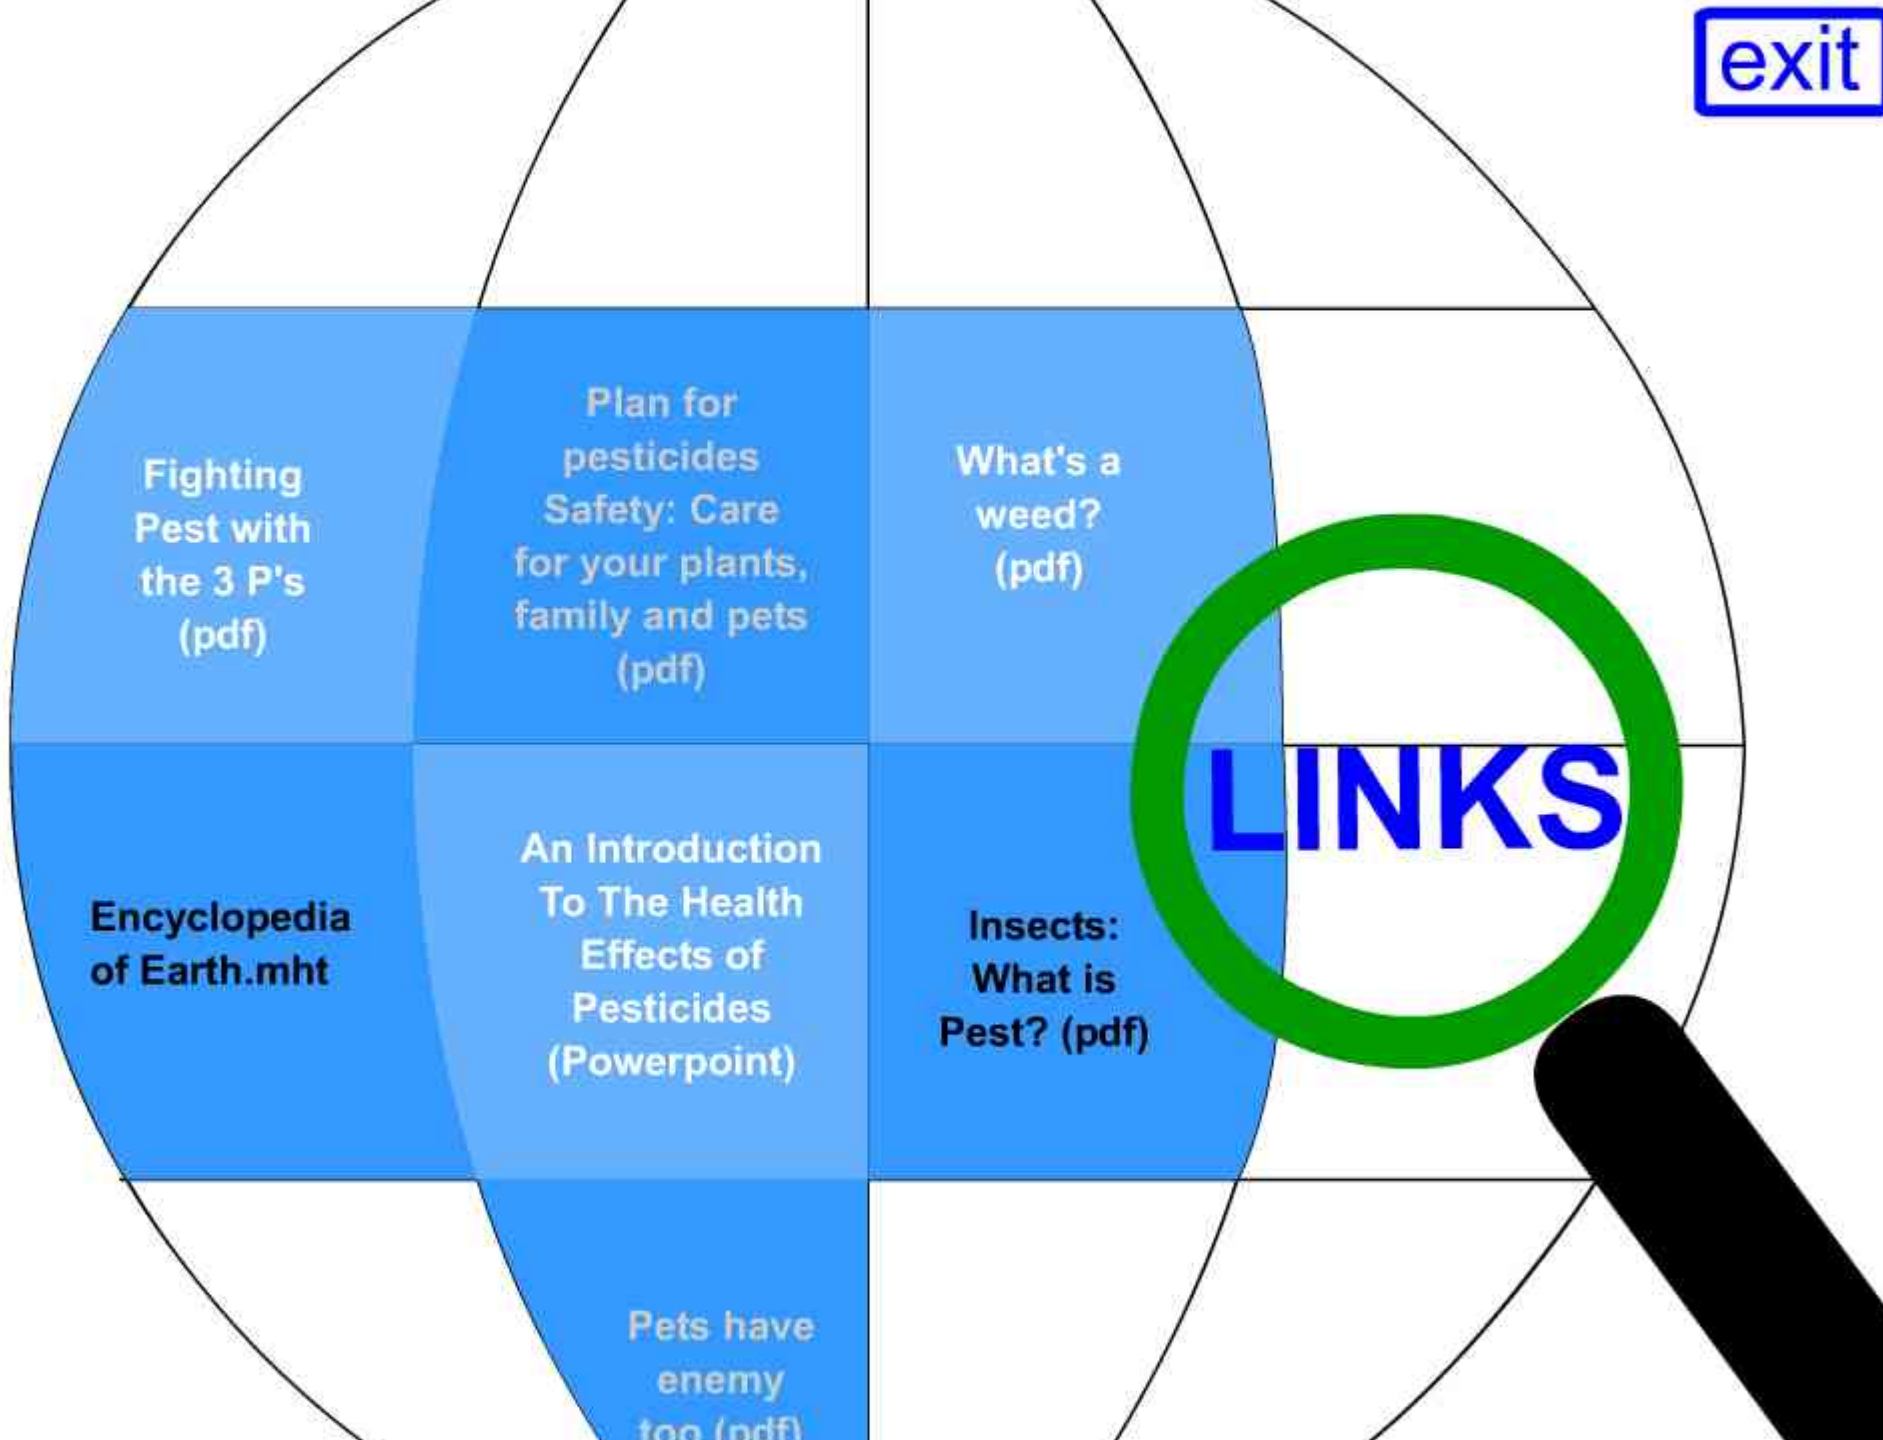 exit
Fighting
Pest with
the 3 P's
(pdf)
Plan for
pesticides
Safety: Care
for your plants,
family and pets
(pdf)
What's a
weed?
(pdf)
LINKS
Encyclopedia
of Earth.mht
An Introduction
To The Health
Effects of
Pesticides
(Powerpoint)
Insects:
What is
Pest? (pdf)
Pets have
enemy
too (pdf)